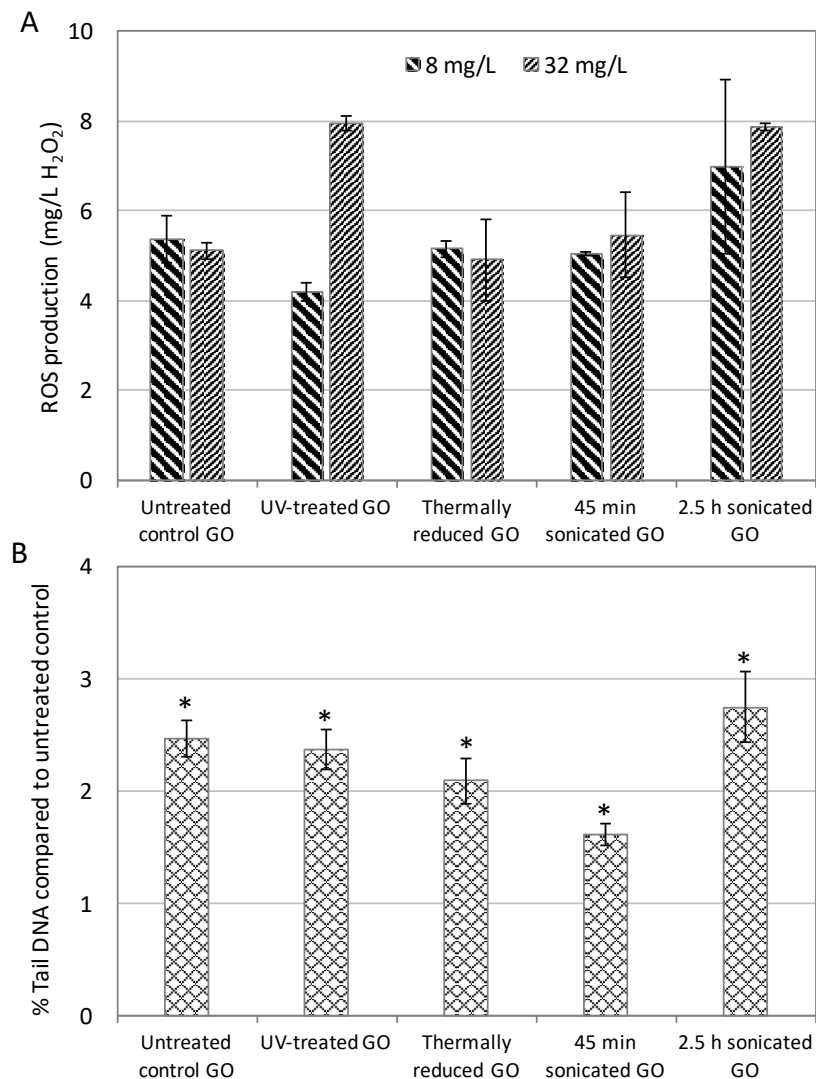 A
ROS production (mg/L H₂O₂)
10
8
6
4
2
0
8 mg/L 32 mg/L
Untreated control GO
UV-treated GO
Thermally reduced GO
45 min sonicated GO
2.5 h sonicated GO
B
% Tail DNA compared to untreated control
4
3
2
1
0
* * * * *
Untreated control GO
UV-treated GO
Thermally reduced GO
45 min sonicated GO
2.5 h sonicated GO